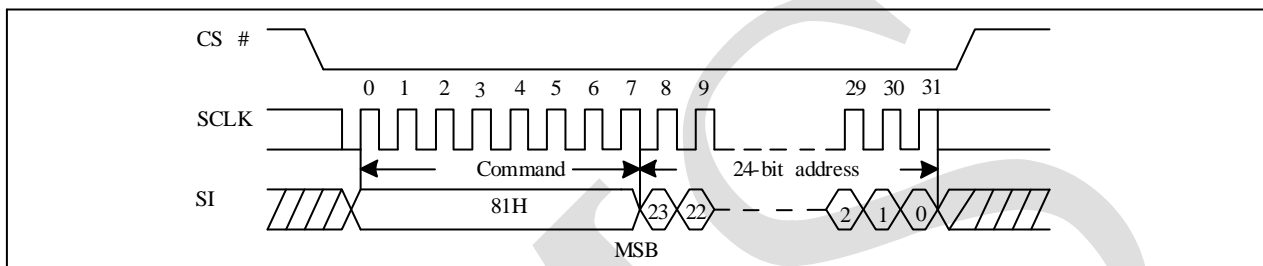 CS #
0 1 2 3 4 5 6 7 8 9 29 30 31
SCLK
Command 24-bit address
SI 81H 23 22 2 1 0
MSB